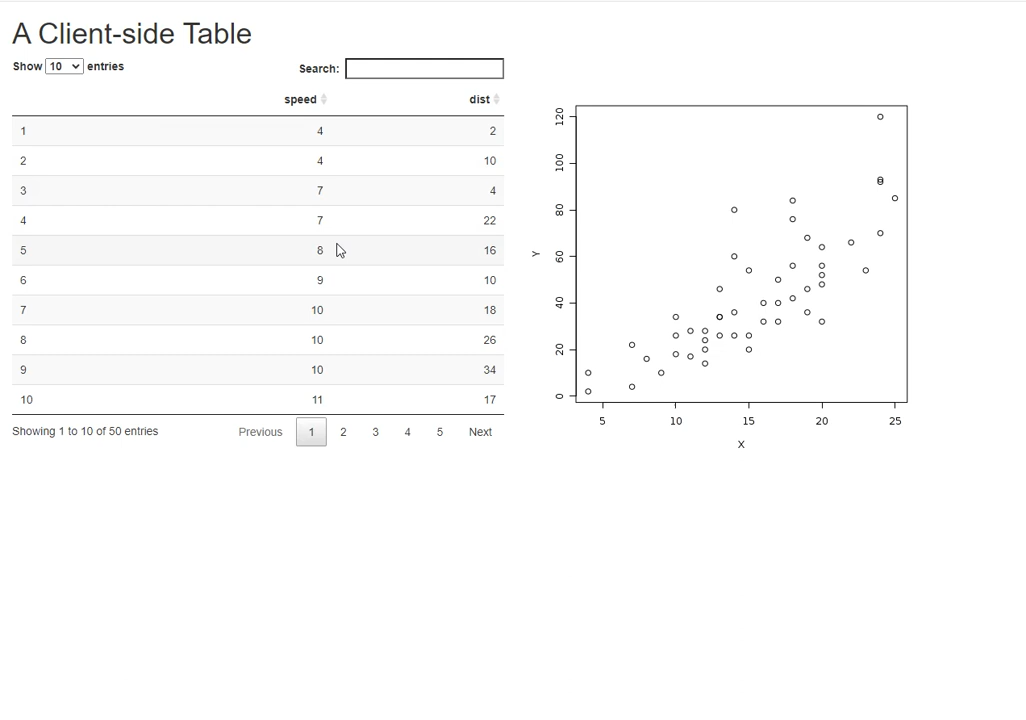 A Client-side Table
Show 10 entries
Search:
speed dist
1 4 2
2 4 10
3 7 4
4 7 22
5 8 16
6 9 10
7 10 18
8 10 26
9 10 34
10 11 17
Showing 1 to 10 of 50 entries
Previous 1 2 3 4 5 Next
120
100
80
60
40
20
0
Y
5 10 15 20 25
X